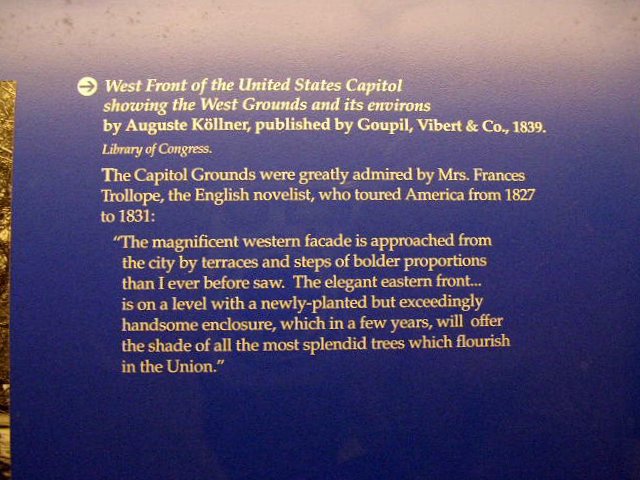 West Front of the United States Capitol
showing the West Grounds and its environs
by Auguste Köllner, published by Goupil, Vibert & Co., 1839.
Library of Congress.
The Capitol Grounds were greatly admired by Mrs. Frances
Trollope, the English novelist, who toured America from 1827
to 1831:
“The magnificent western facade is approached from
the city by terraces and steps of bolder proportions
than I ever before saw. The elegant eastern front...
is on a level with a newly-planted but exceedingly
handsome enclosure, which in a few years, will offer
the shade of all the most splendid trees which flourish
in the Union.”